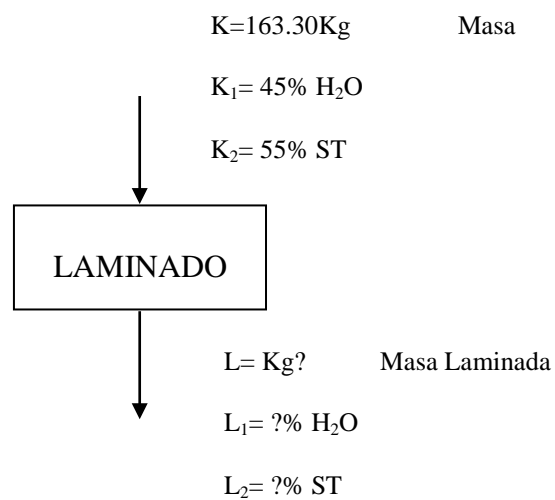 K=163.30Kg Masa
K₁= 45% H₂O
K₂= 55% ST
LAMINADO
L= Kg? Masa Laminada
L₁= ?% H₂O
L₂= ?% ST